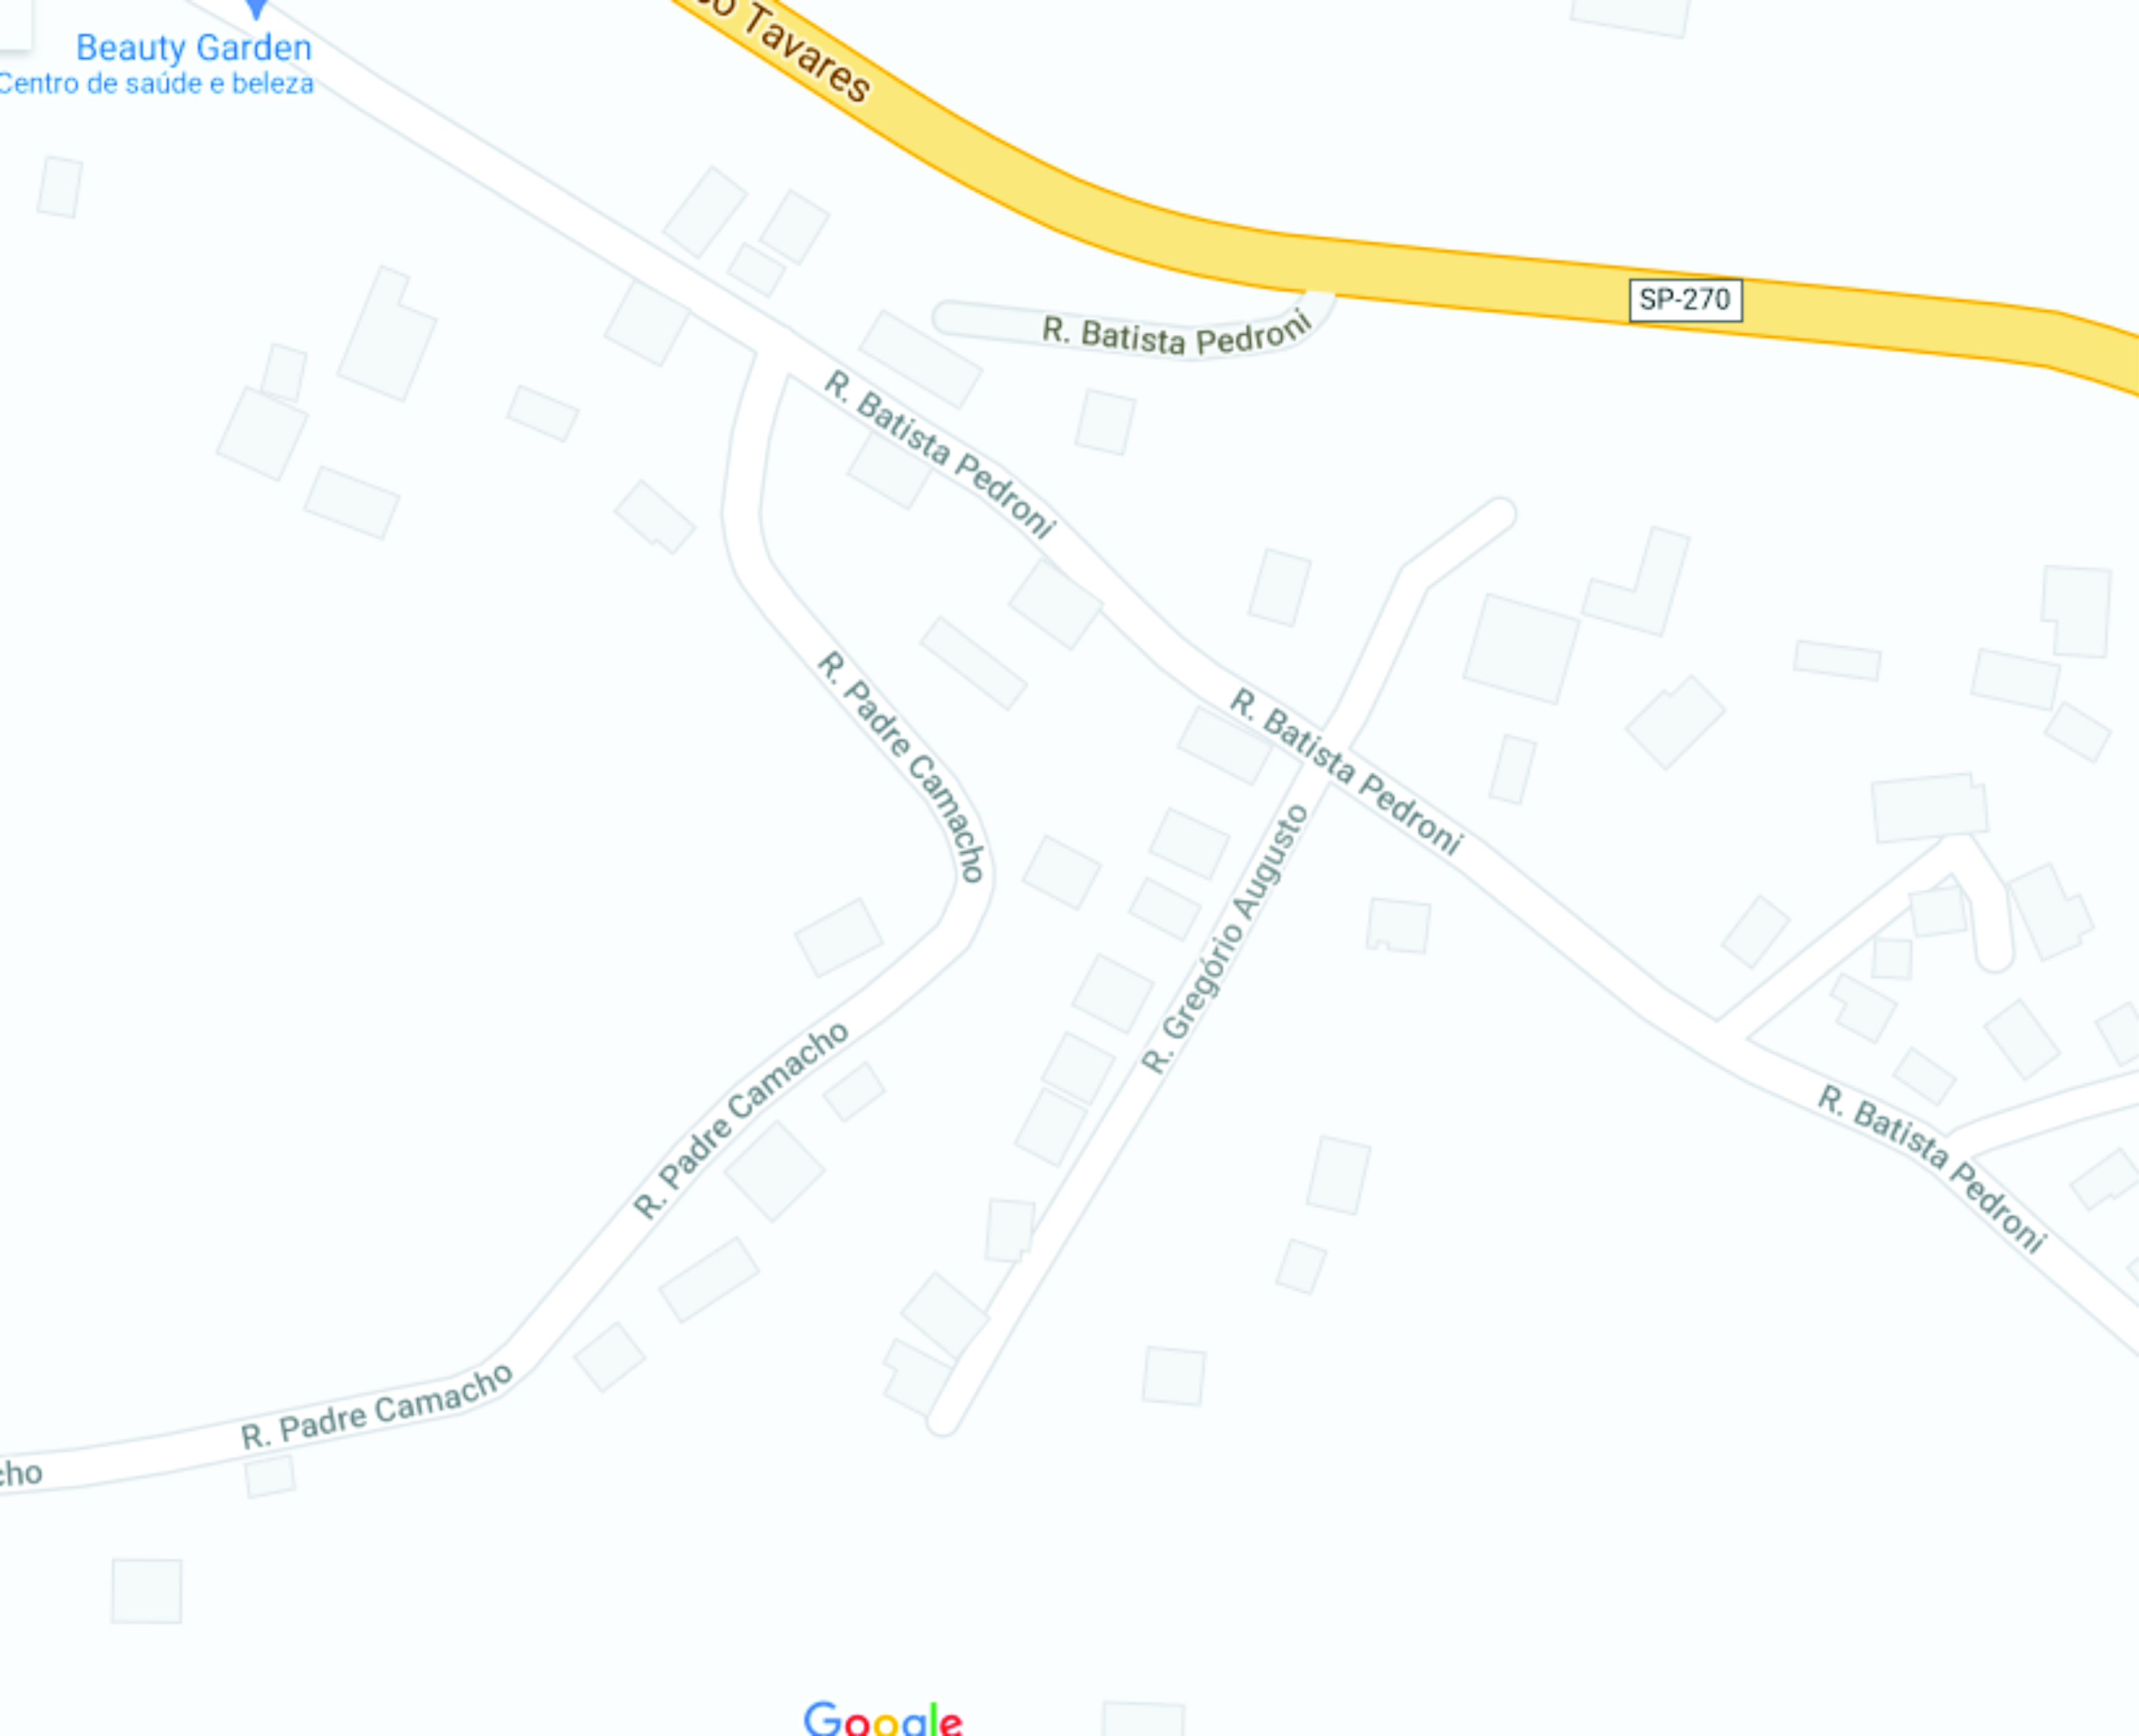 Tavares
Beauty Garden
Centro de saúde e beleza
SP-270
R. Batista Pedroni
R. Batista Pedroni
R. Padre Camacho
R. Batista Pedroni
R. Gregório Augusto
R. Padre Camacho
R. Batista Pedroni
R. Padre Camacho
cho
Google